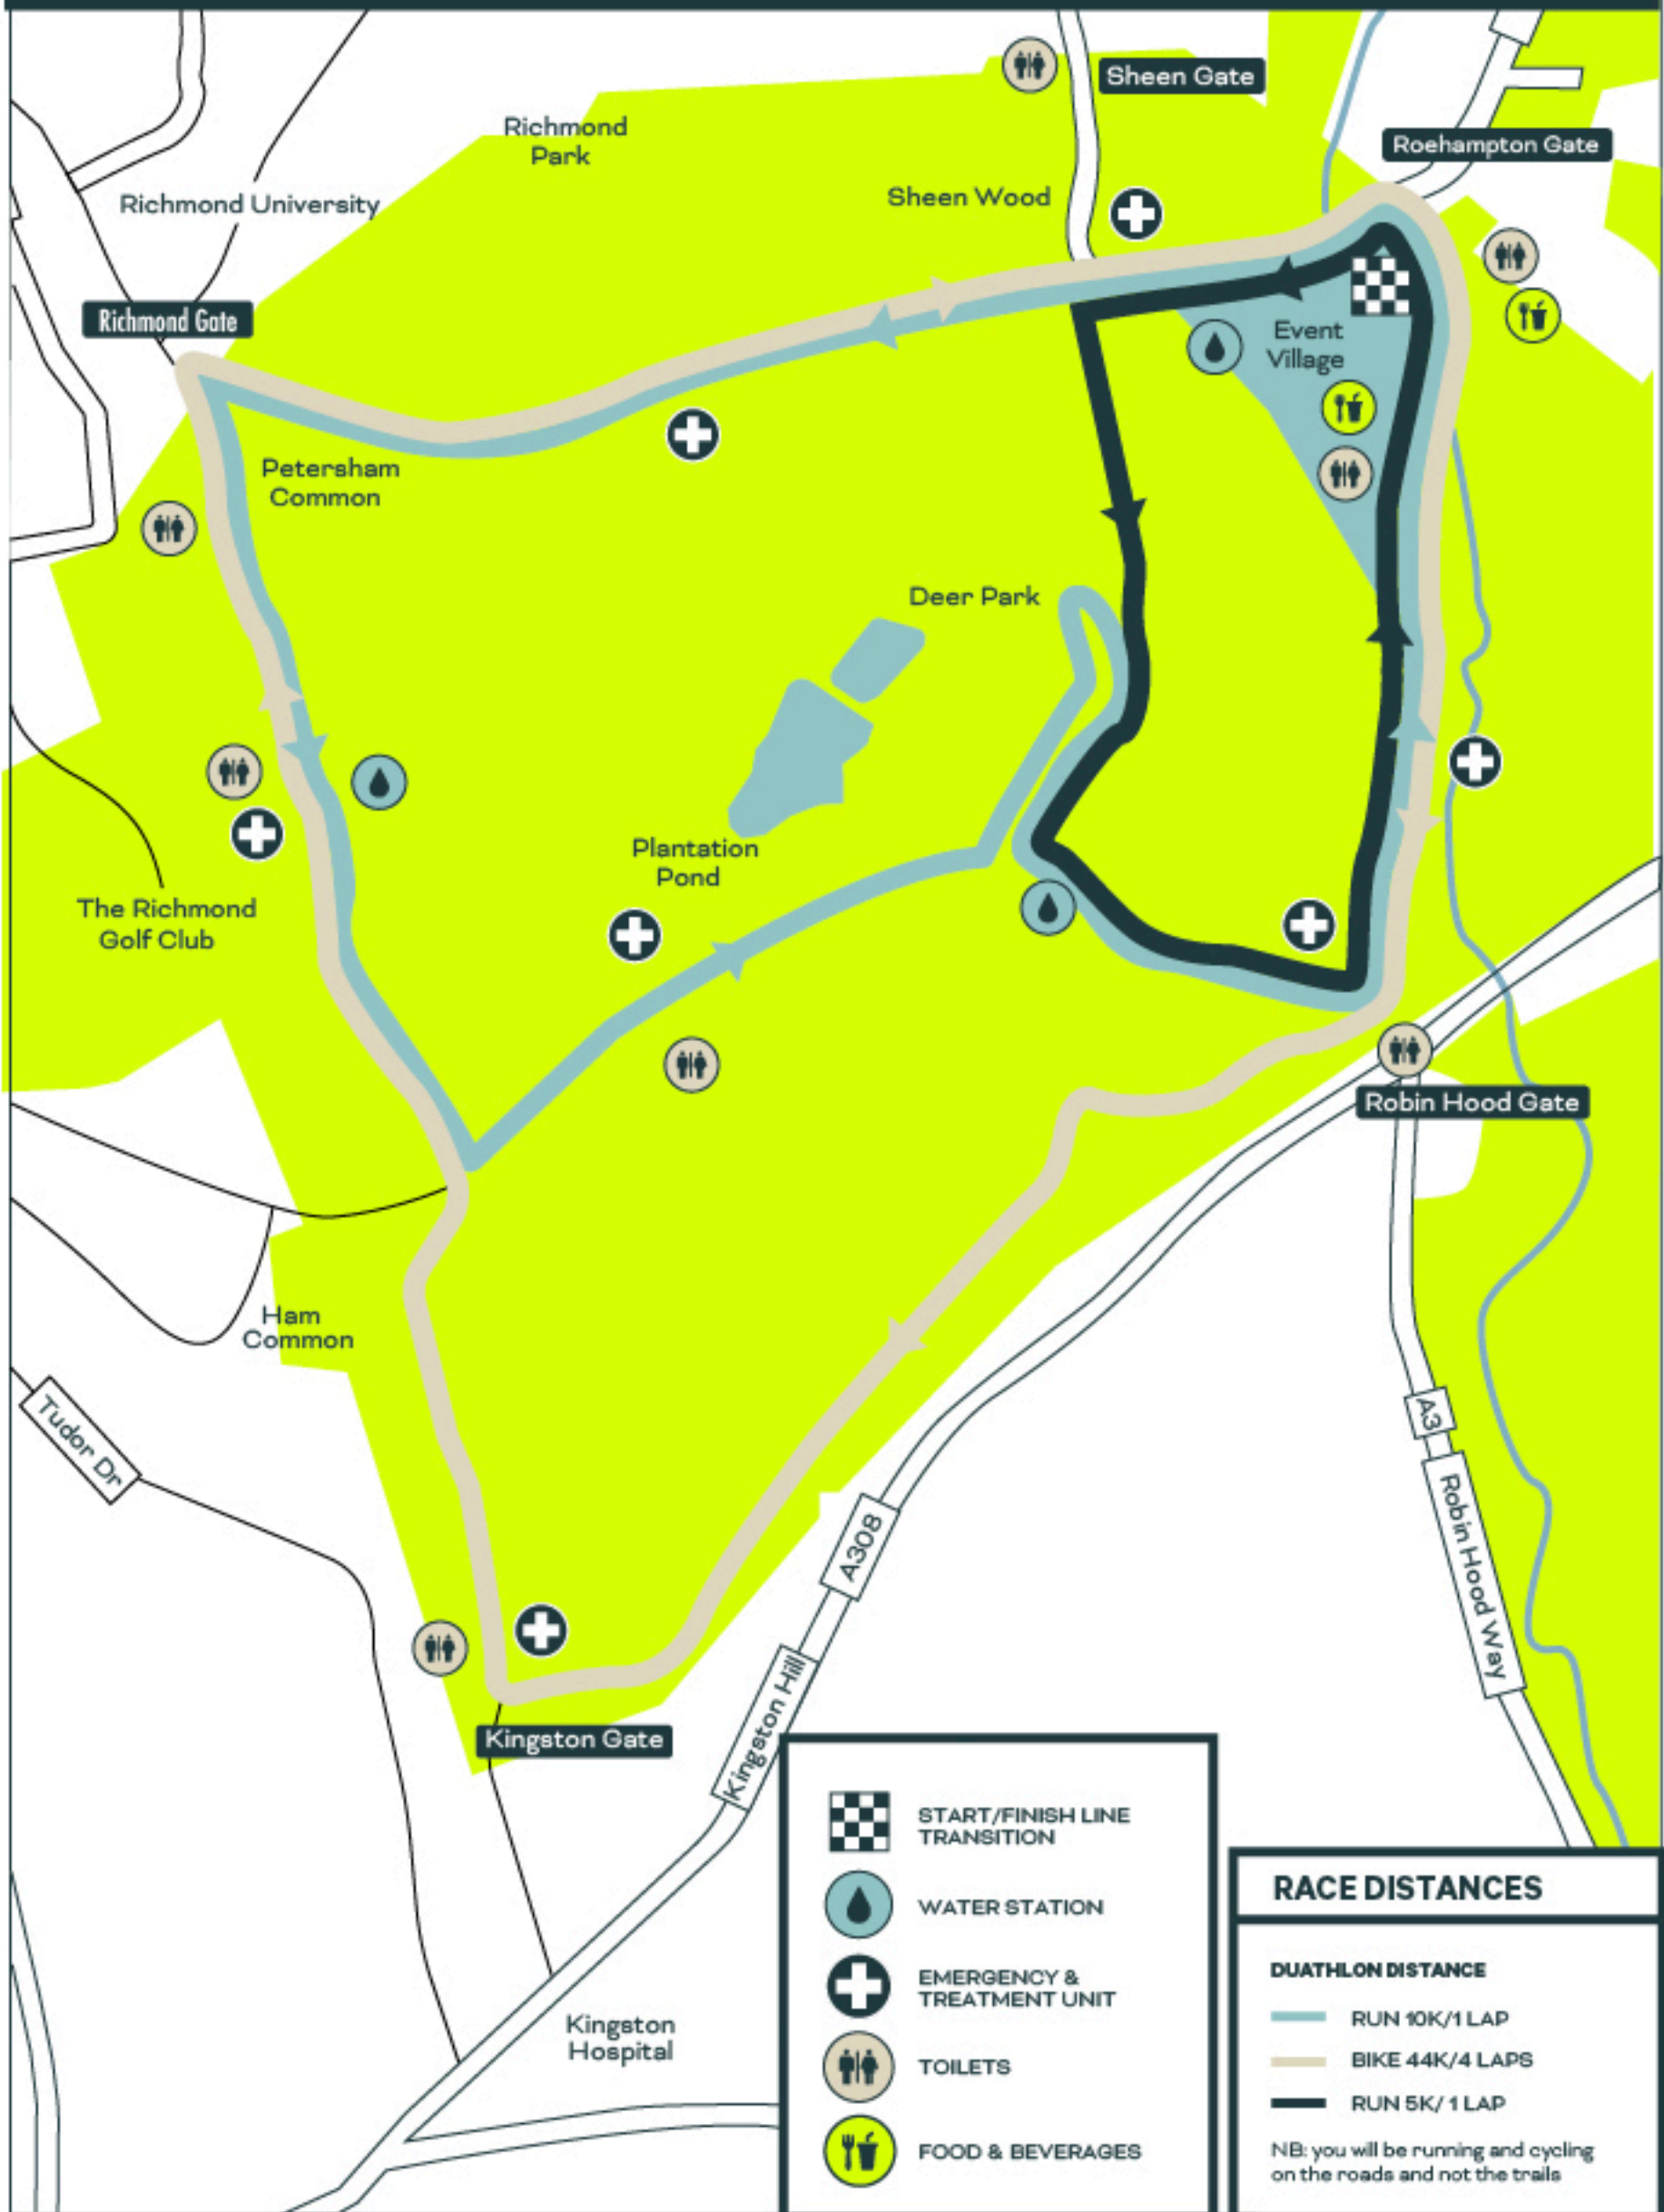 Sheen Gate
Richmond
Park
Roehampton Gate
Richmond University
Sheen Wood
Richmond Gate
Event
Village
Petersham
Common
Deer Park
Plantation
Pond
The Richmond
Golf Club
Robin Hood Gate
Ham
Common
Tudor Dr
A3
Robin Hood Way
A308
Kingston Hill
Kingston Gate
START/FINISH LINE
TRANSITION
WATER STATION
EMERGENCY &
TREATMENT UNIT
TOILETS
FOOD & BEVERAGES
Kingston
Hospital
RACE DISTANCES
DUATHLON DISTANCE
RUN 10K/1 LAP
BIKE 44K/4 LAPS
RUN 5K/ 1 LAP
NB: you will be running and cycling
on the roads and not the trails